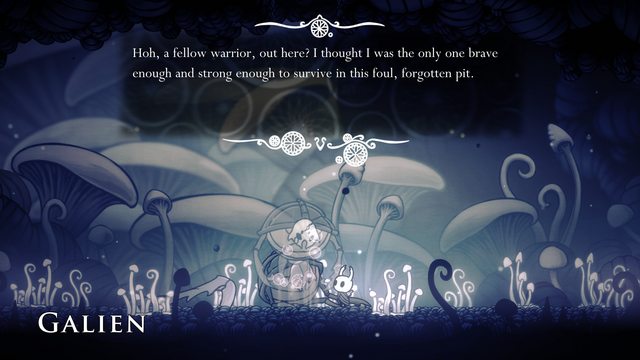 Hoh, a fellow warrior, out here? I thought I was the only one brave
enough and strong enough to survive in this foul, forgotten pit.
GALIEN